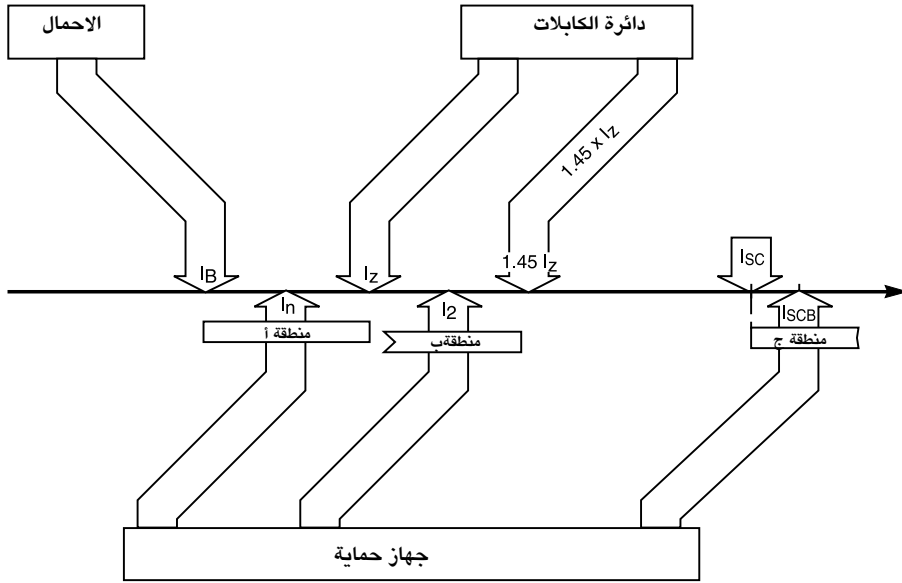 الاحمال
دائرة الكابلات
1.45 x IZ
IB
IZ
1.45 IZ
ISC
In
I2
ISCB
منطقة أ
منطقةب
منطقة ج
جهاز حماية